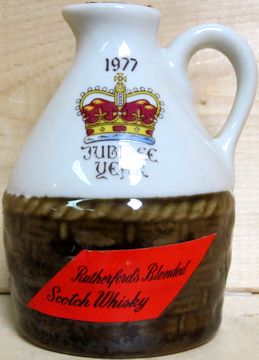 1977
JUBILEE
YEAR
Rutherford's Blended
Scotch Whisky